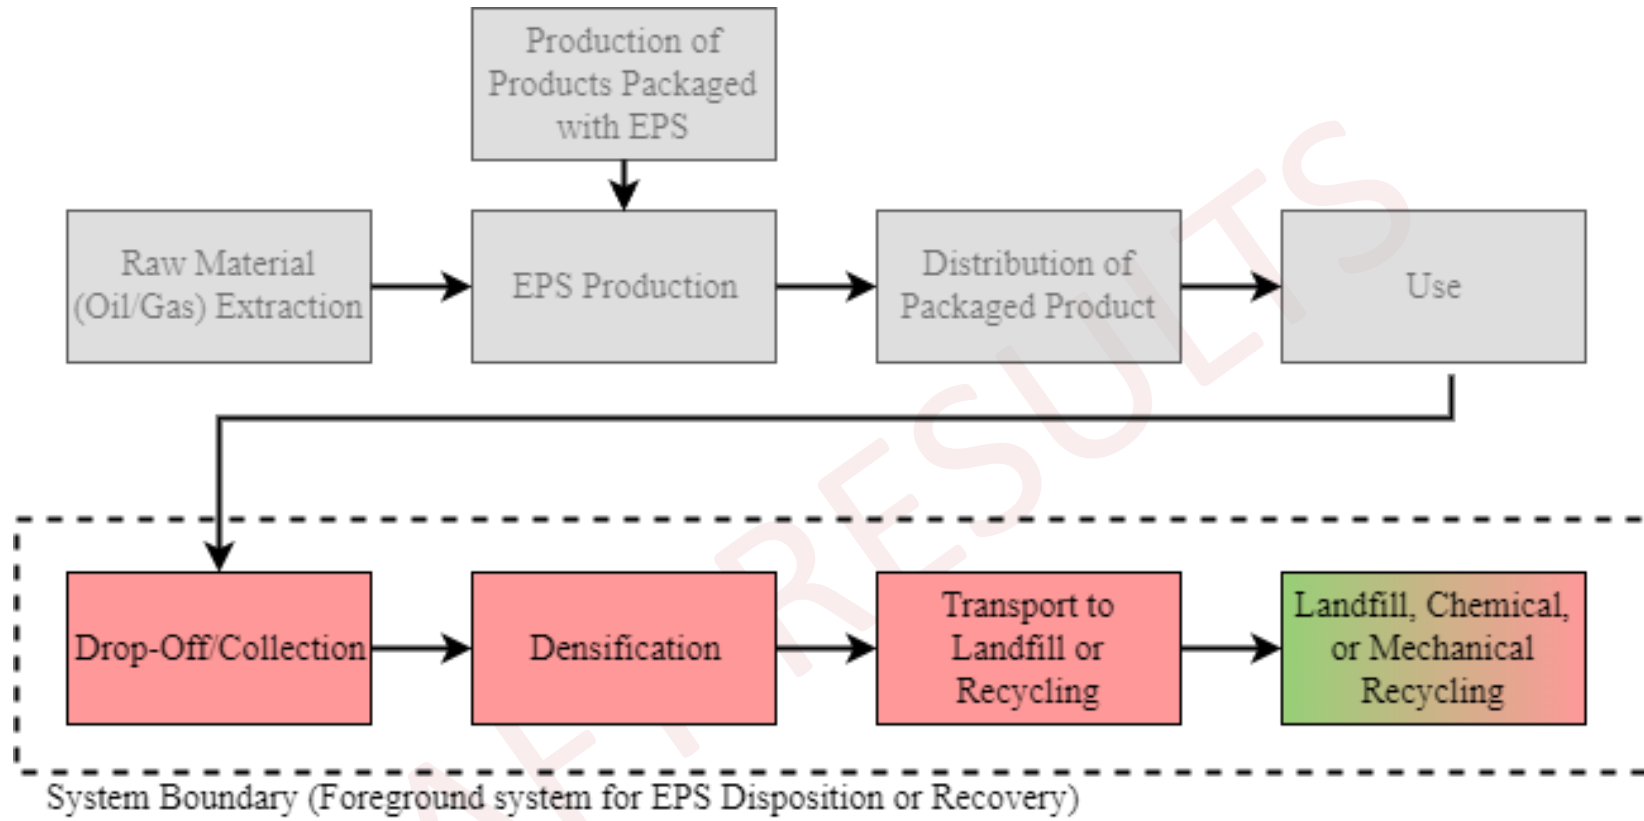 Production of
Products Packaged
with EPS
Raw Material
(Oil/Gas) Extraction
EPS Production
Distribution of
Packaged Product
Use
Drop-Off/Collection
Densification
Transport to
Landfill or
Recycling
Landfill, Chemical,
or Mechanical
Recycling
System Boundary (Foreground system for EPS Disposition or Recovery)
AFT RESULTS